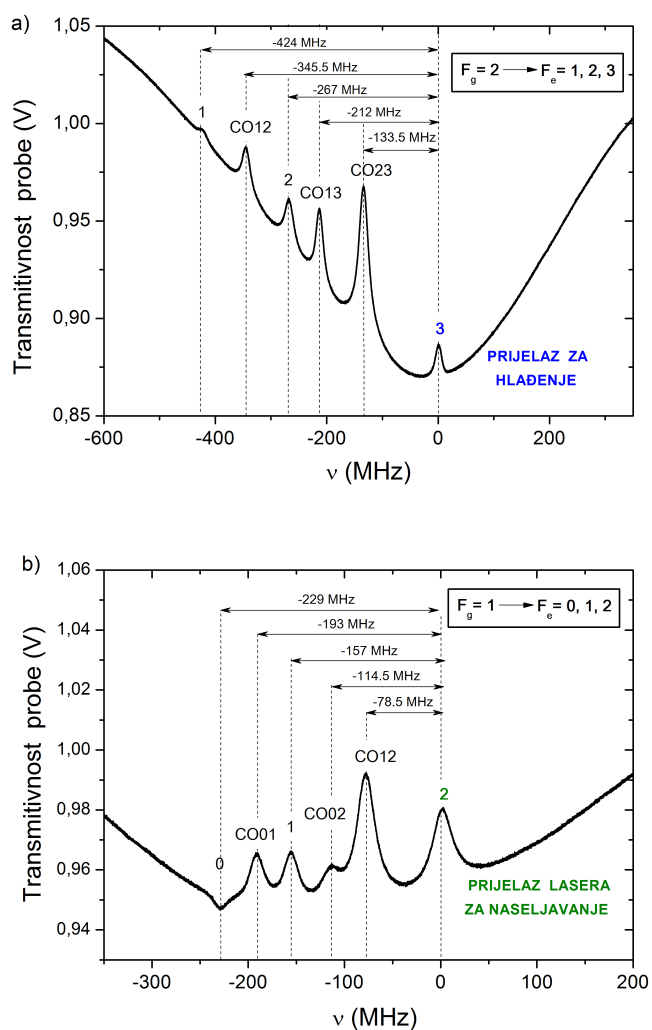 a)
1,05
1,00
0,95
0,90
0,85
Transmitivnost probe (V)
-424 MHz
-345.5 MHz
-267 MHz
-212 MHz
-133.5 MHz
F_g = 2 → F_e = 1, 2, 3
1
CO12
2
CO13
CO23
3
PRIJELAZ ZA
HLAĐENJE
-600 -400 -200 0 200
ν (MHz)
b)
1,06
1,04
1,02
1,00
0,98
0,96
0,94
Transmitivnost probe (V)
-229 MHz
-193 MHz
-157 MHz
-114.5 MHz
-78.5 MHz
F_g = 1 → F_e = 0, 1, 2
0
CO01
1
CO02
CO12
2
PRIJELAZ LASERA
ZA NASELJAVANJE
-300 -200 -100 0 100 200
ν (MHz)